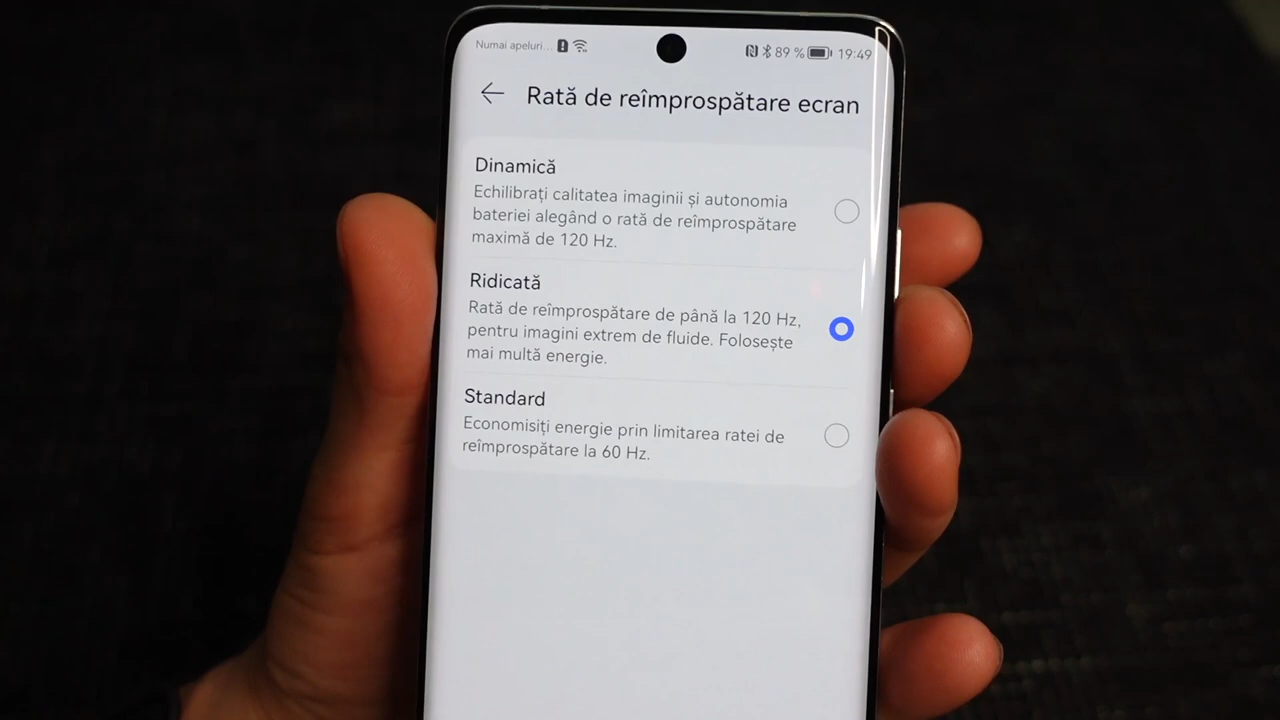 Numai apeluri... 89 % 19:49
Rată de reîmprospătare ecran
Dinamică
Echilibrați calitatea imaginii și autonomia
bateriei alegând o rată de reîmprospătare
maximă de 120 Hz.
Ridicată
Rată de reîmprospătare de până la 120 Hz,
pentru imagini extrem de fluide. Folosește
mai multă energie.
Standard
Economisiți energie prin limitarea ratei de
reîmprospătare la 60 Hz.